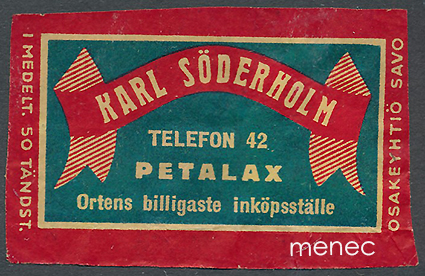 I MEDELT. 50 TÄNDST.
KARL SÖDERHOLM
TELEFON 42
PETALAX
Ortens billigaste inköpsställe
OSAKEYHTIÖ SAVO
menec